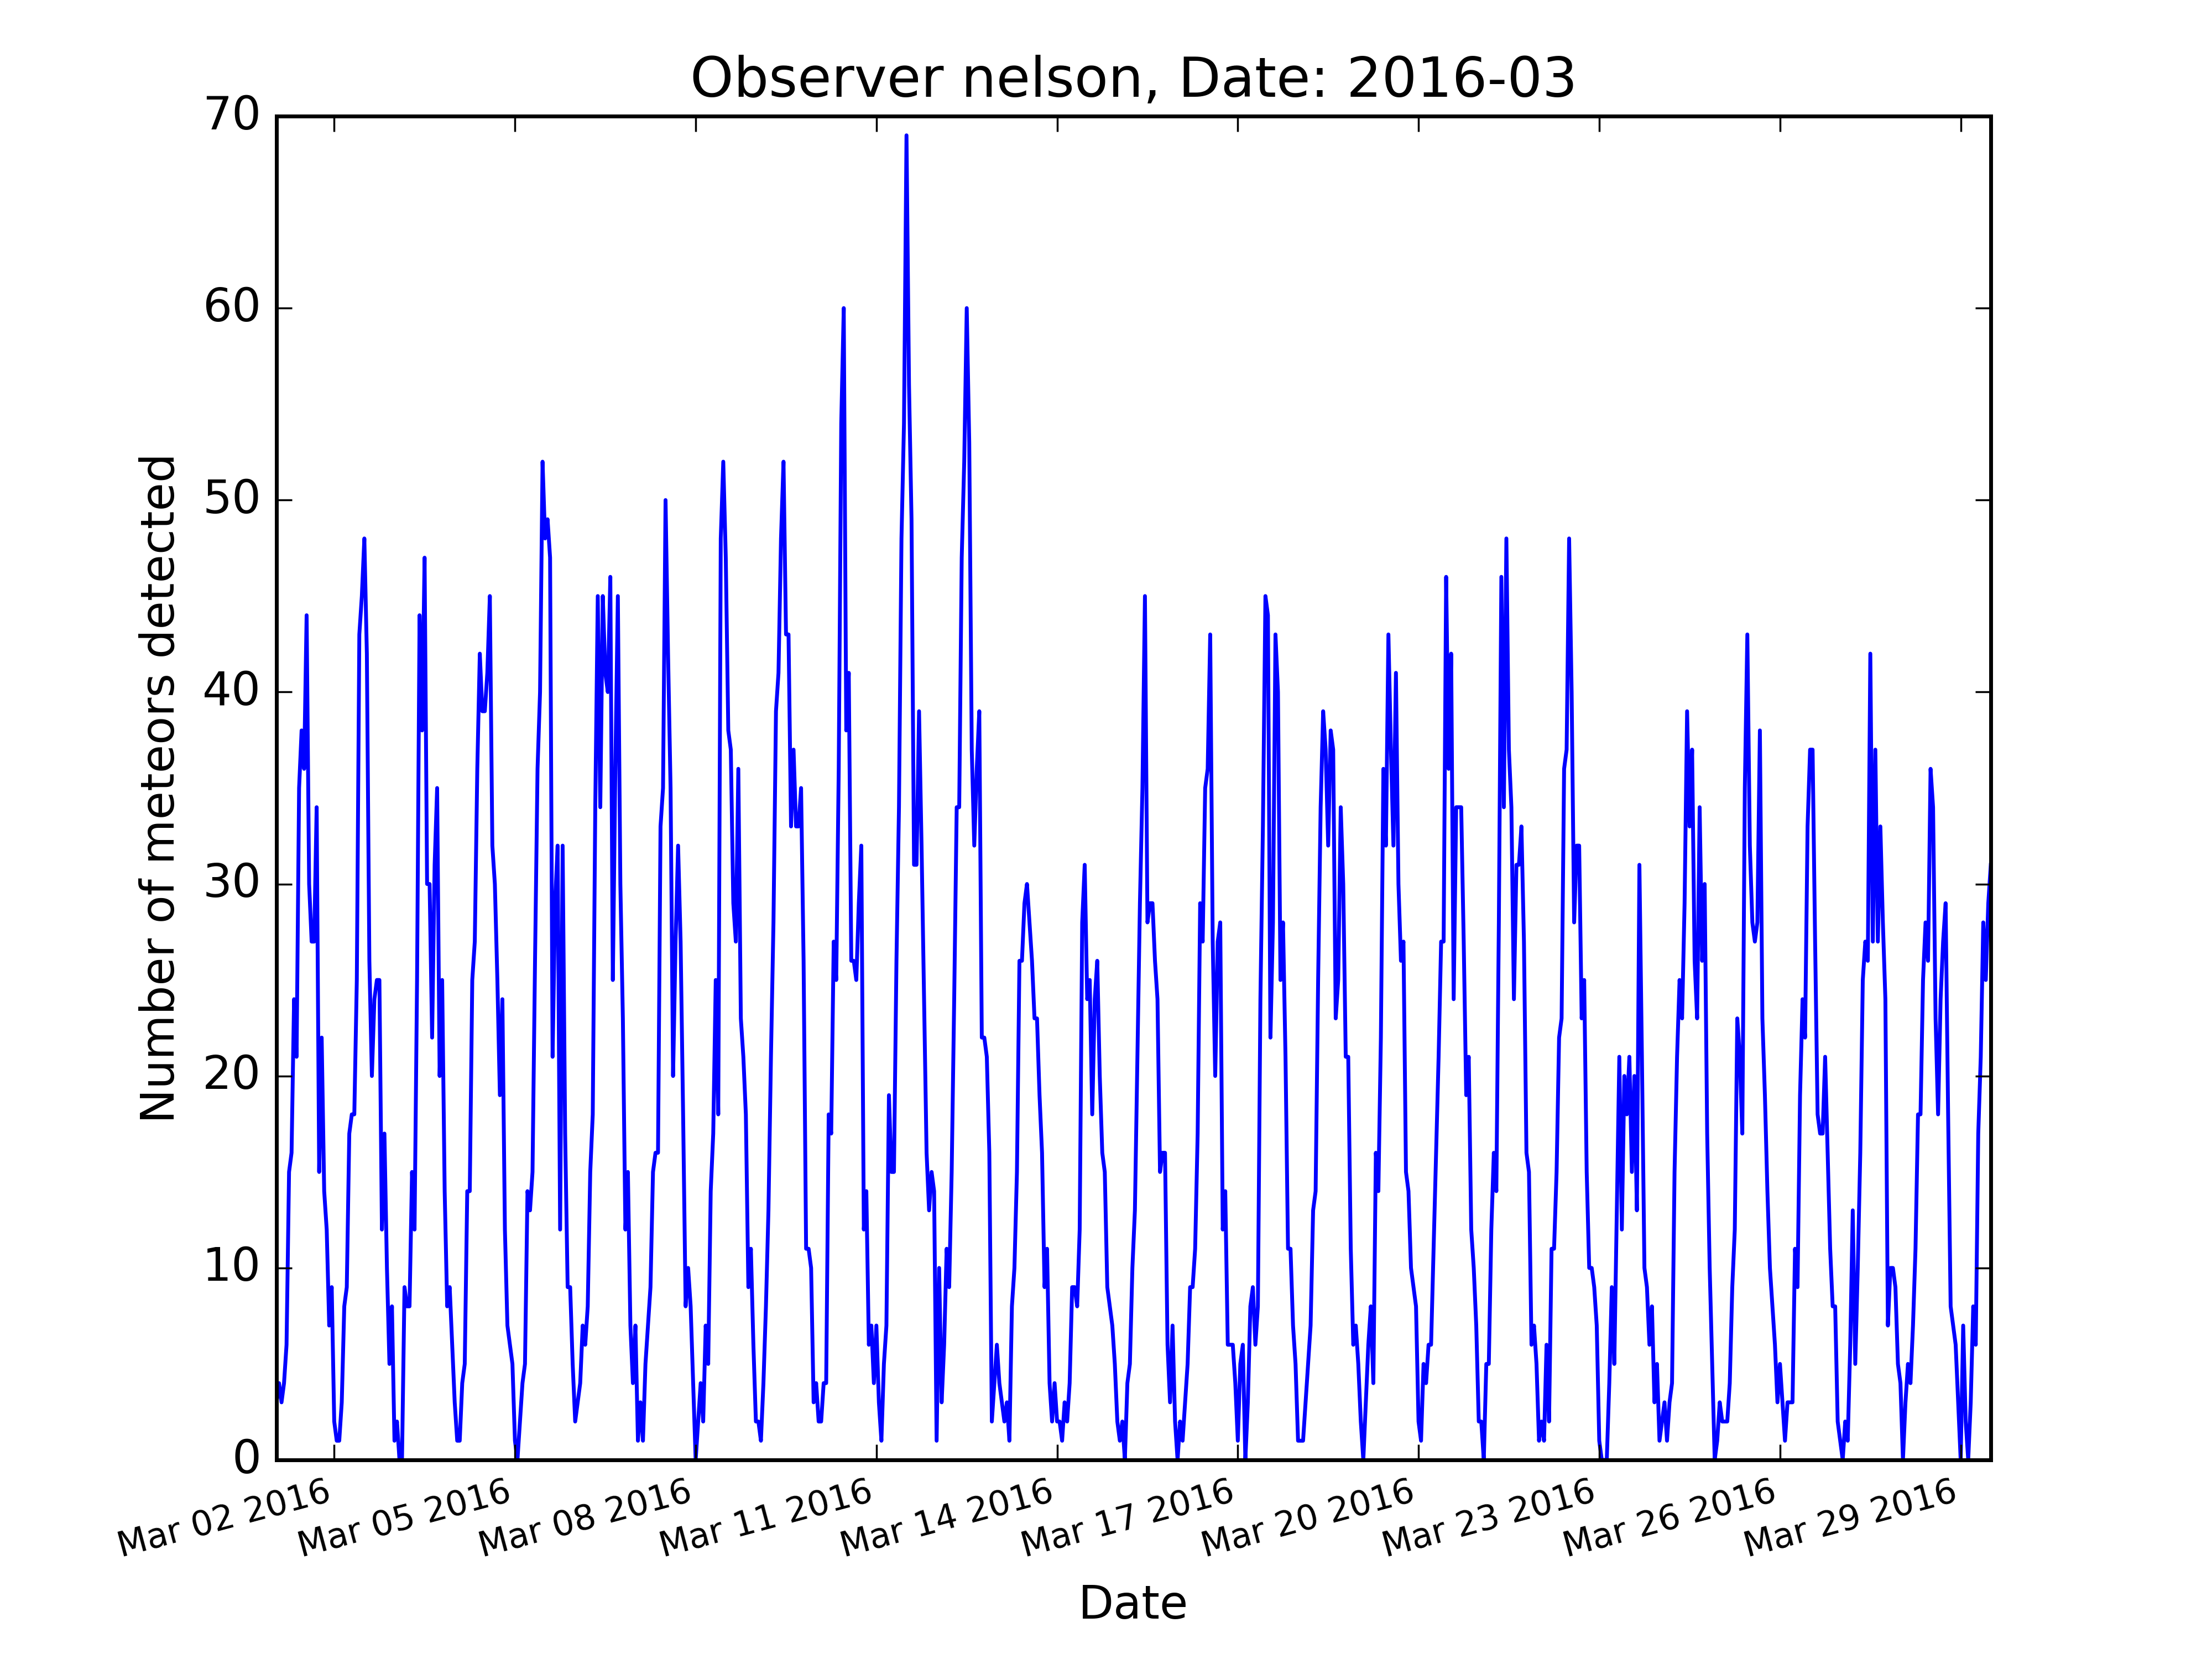 Observer nelson, Date: 2016-03
70
60
50
40
30
20
10
0
Number of meteors detected
Mar 02 2016
Mar 05 2016
Mar 08 2016
Mar 11 2016
Mar 14 2016
Mar 17 2016
Mar 20 2016
Mar 23 2016
Mar 26 2016
Mar 29 2016
Date